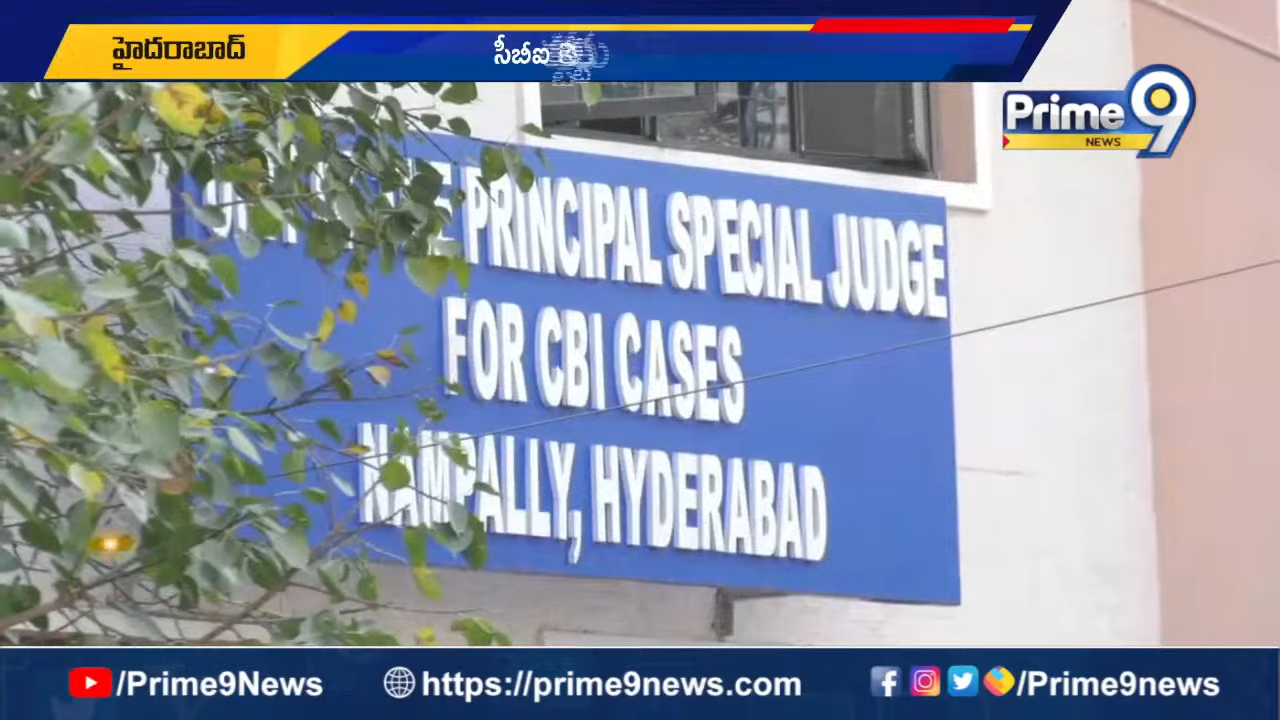 హైదరాబాద్
సీబీఐ
Prime9
NEWS
PRINCIPAL SPECIAL JUDGE
FOR CBI CASES
NAMPALLY, HYDERABAD
/Prime9News
https://prime9news.com
/Prime9news